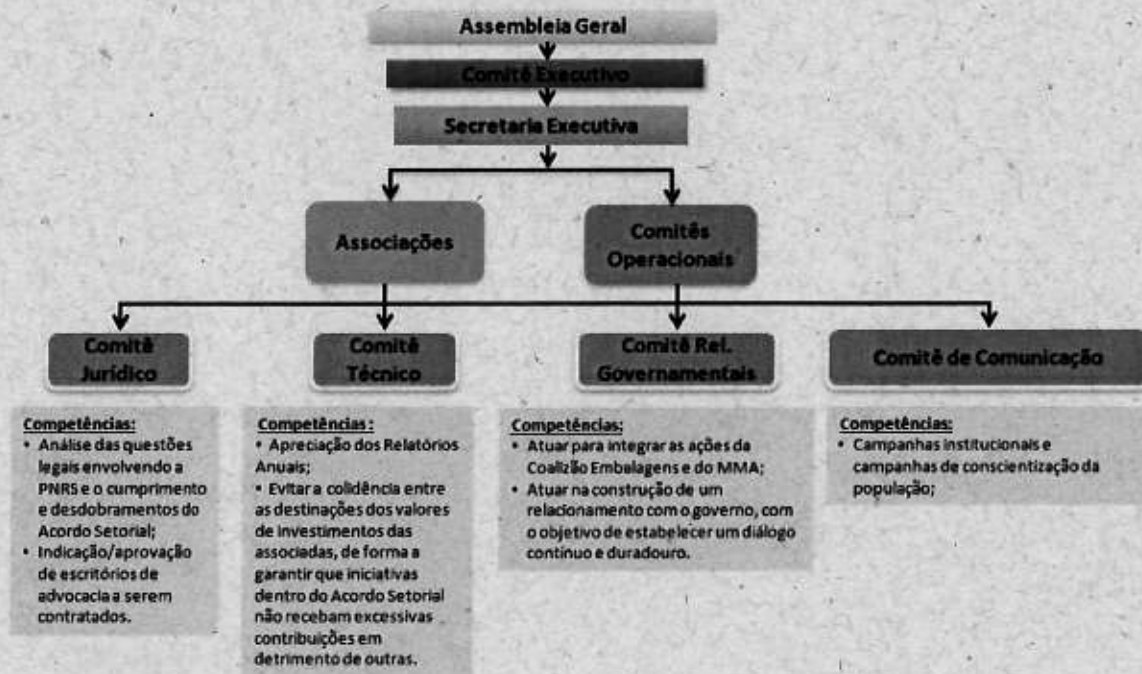 Assembleia Geral
Comitê Executivo
Secretaria Executiva
Associações
Comitês
Operacionais
Comitê
Jurídico
Comitê
Técnico
Comitê Rel.
Governamentais
Comitê de Comunicação
Competências:
• Análise das questões
legais envolvendo a
PNRS e o cumprimento
e desdobramentos do
Acordo Setorial;
• Indicação/aprovação
de escritórios de
advocacia a serem
contratados.
Competências :
• Apreciação dos Relatórios
Anuais;
• Evitar a colidência entre
as destinações dos valores
de investimentos das
associadas, de forma a
garantir que iniciativas
dentro do Acordo Setorial
não recebam excessivas
contribuições em
detrimento de outras.
Competências:
• Atuar para integrar as ações da
Coalizão Embalagens e do MMA;
• Atuar na construção de um
relacionamento com o governo, com
o objetivo de estabelecer um diálogo
contínuo e duradouro.
Competências:
• Campanhas institucionais e
campanhas de conscientização da
população;